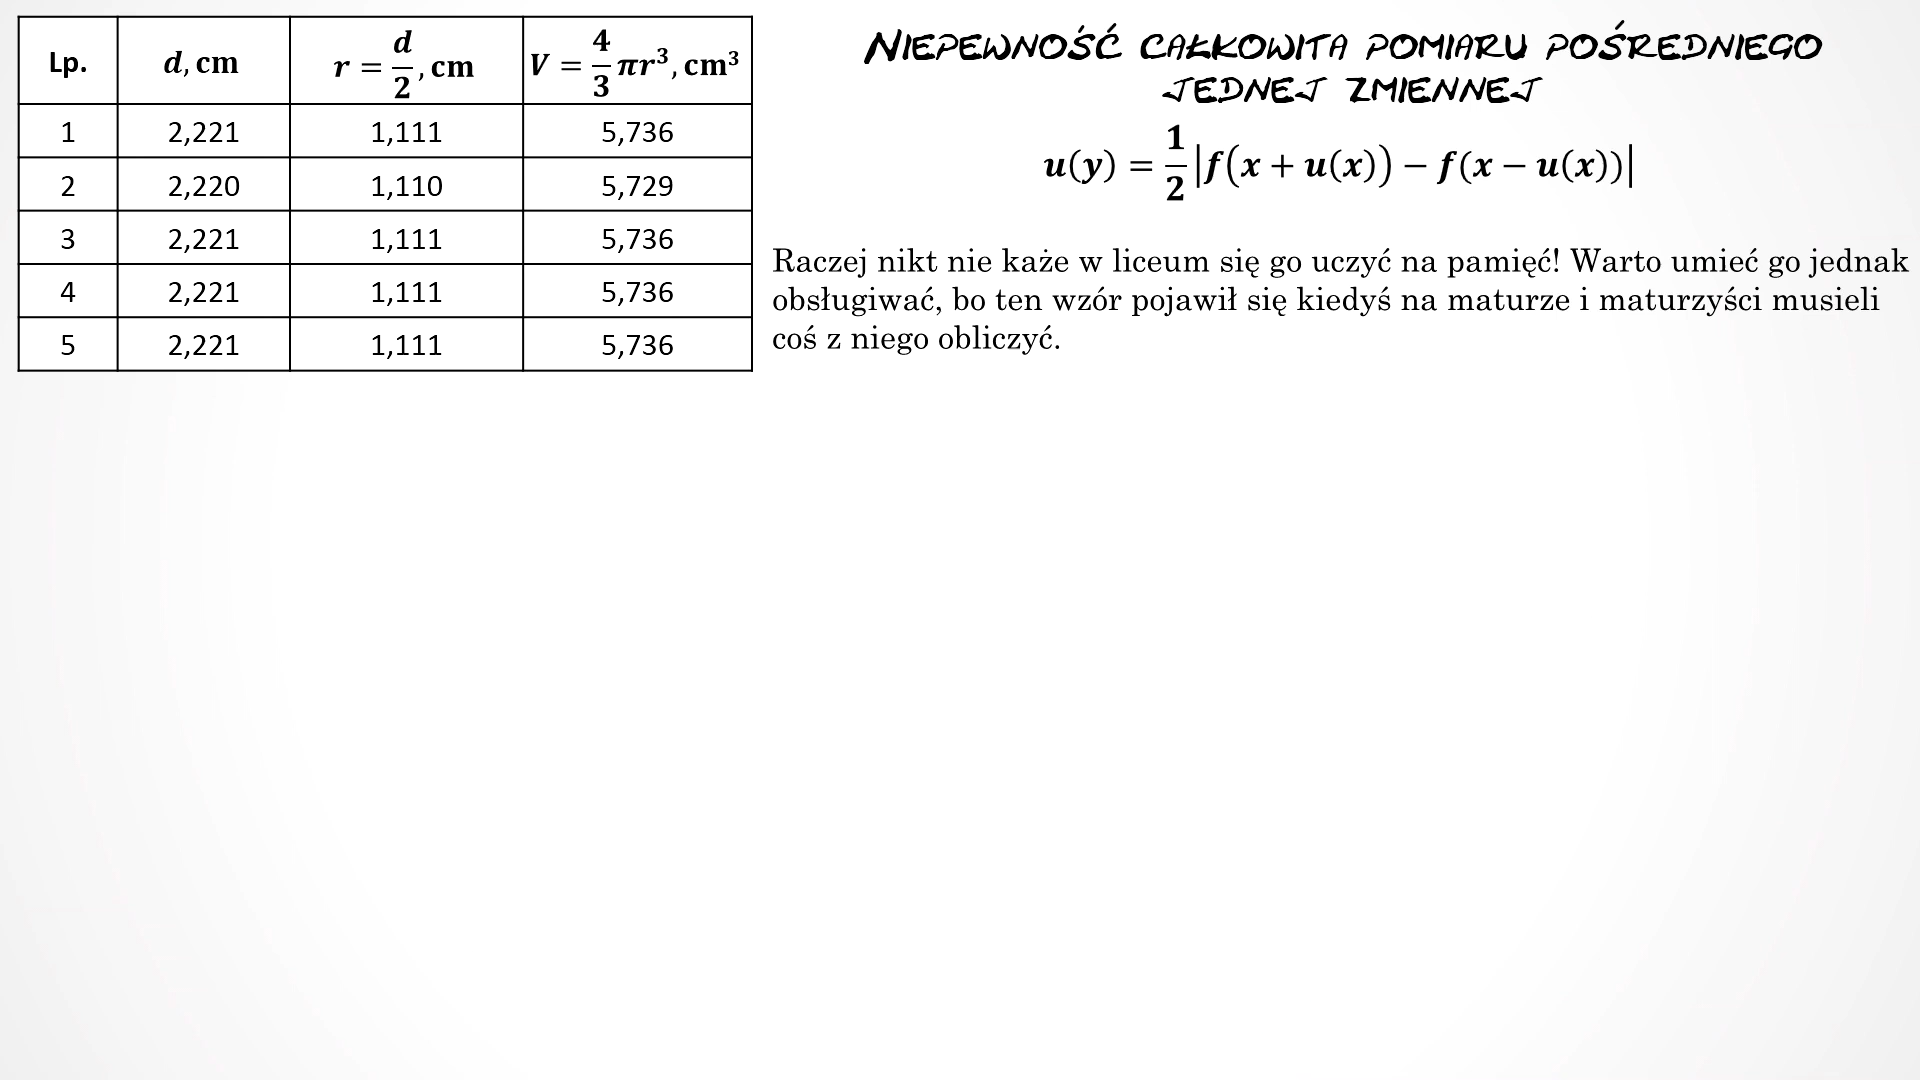 Lp. d, cm r = d/2, cm V = 4/3 πr³, cm³
1 2,221 1,111 5,736
2 2,220 1,110 5,729
3 2,221 1,111 5,736
4 2,221 1,111 5,736
5 2,221 1,111 5,736
NIEPEWNOŚĆ CAŁKOWITA POMIARU POŚREDNIEGO
JEDNEJ ZMIENNEJ
u(y) = 1/2 |f(x + u(x)) − f(x − u(x))|
Raczej nikt nie każe w liceum się go uczyć na pamięć! Warto umieć go jednak
obsługiwać, bo ten wzór pojawił się kiedyś na maturze i maturzyści musieli
coś z niego obliczyć.